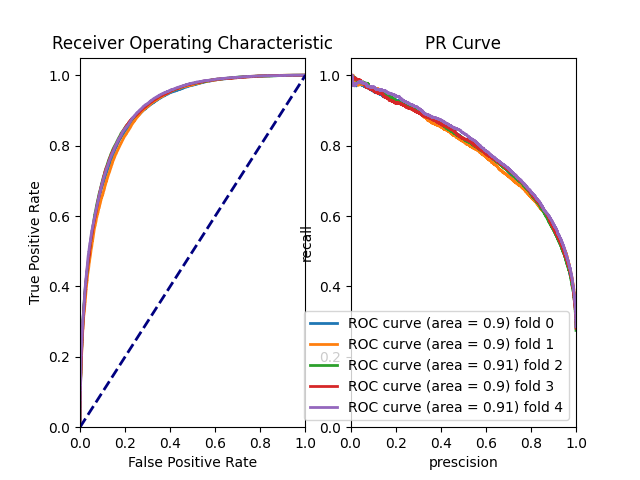 Receiver Operating Characteristic
True Positive Rate
1.0
0.8
0.6
0.4
0.2
0.0
0.0 0.2 0.4 0.6 0.8 1.0
False Positive Rate
PR Curve
recall
1.0
0.8
0.6
0.4
0.2
0.0
ROC curve (area = 0.9) fold 0
ROC curve (area = 0.9) fold 1
ROC curve (area = 0.91) fold 2
ROC curve (area = 0.9) fold 3
ROC curve (area = 0.91) fold 4
0.0 0.2 0.4 0.6 0.8 1.0
prescision